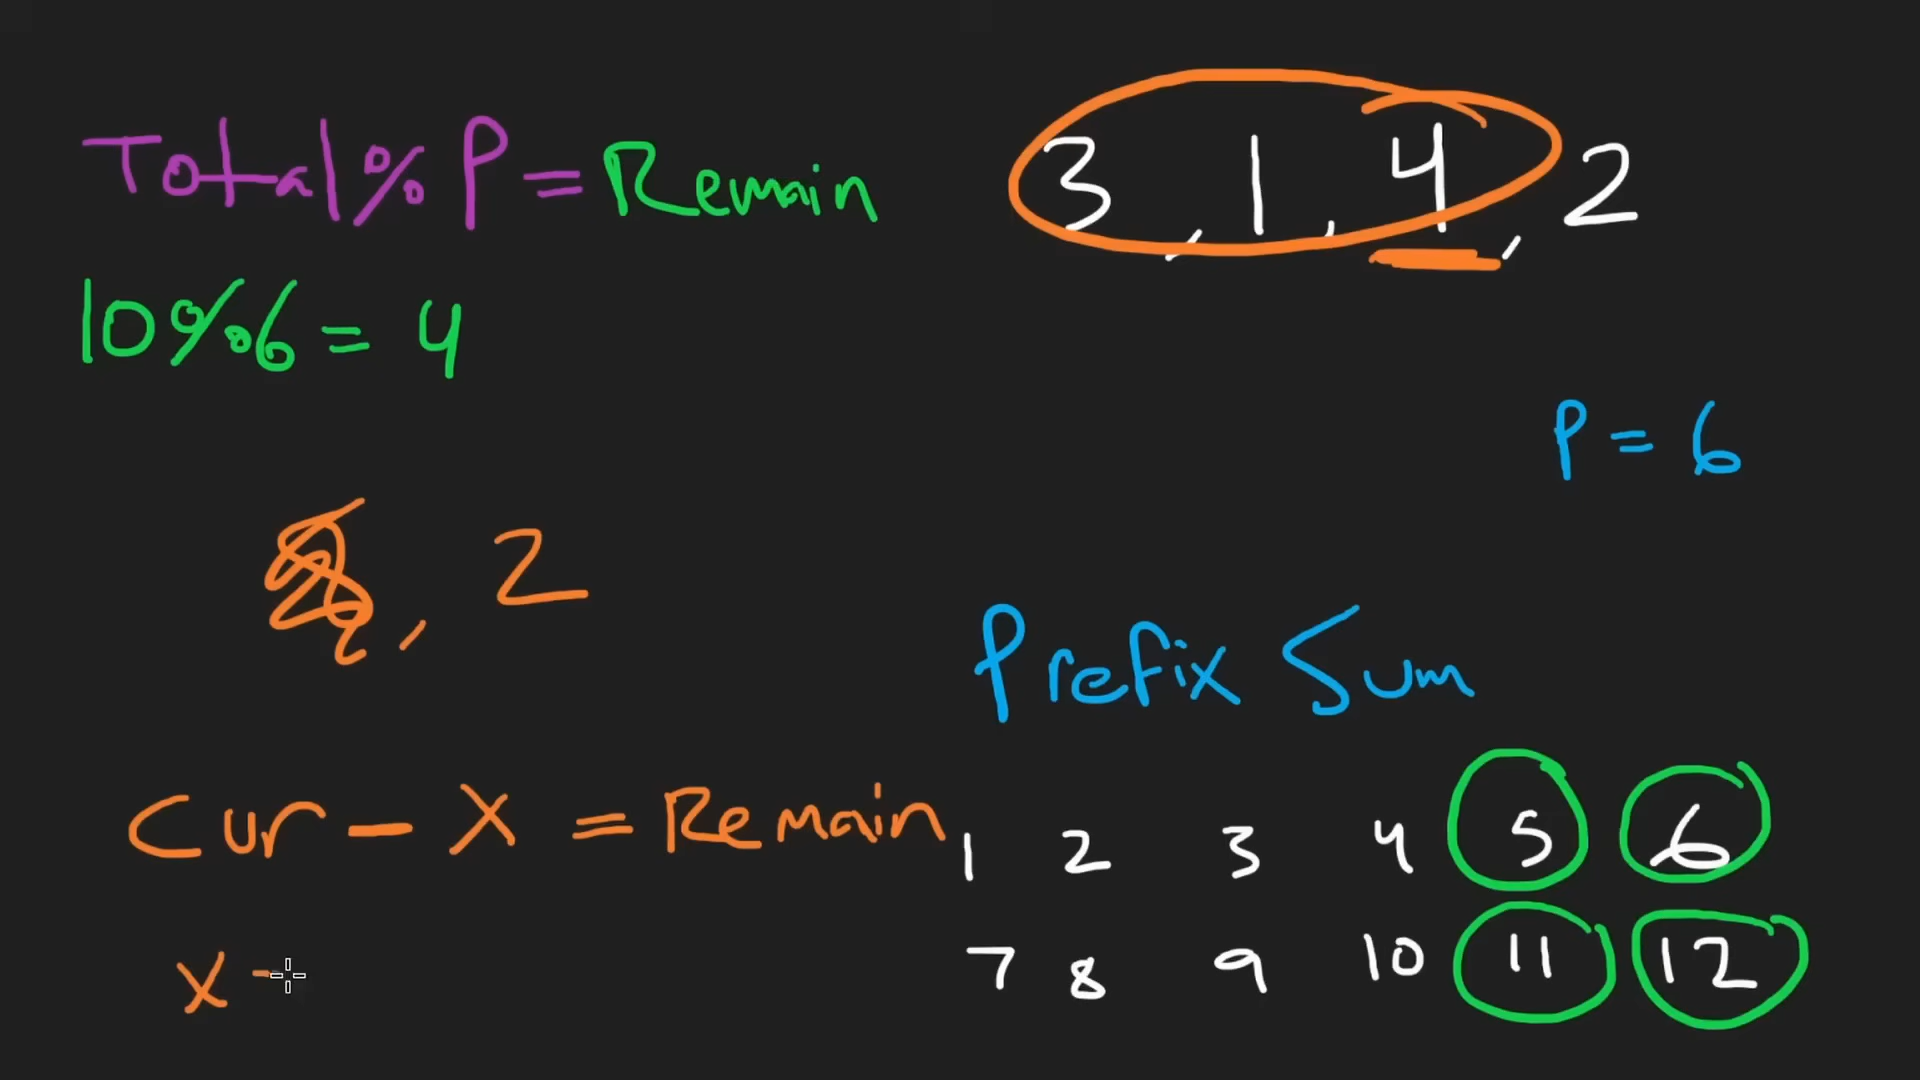 Total % P = Remain
3, 1, 4, 2
10%6 = 4
P = 6
, 2
Prefix Sum
Cur - X = Remain
1 2 3 4 5 6
7 8 9 10 11 12
X -